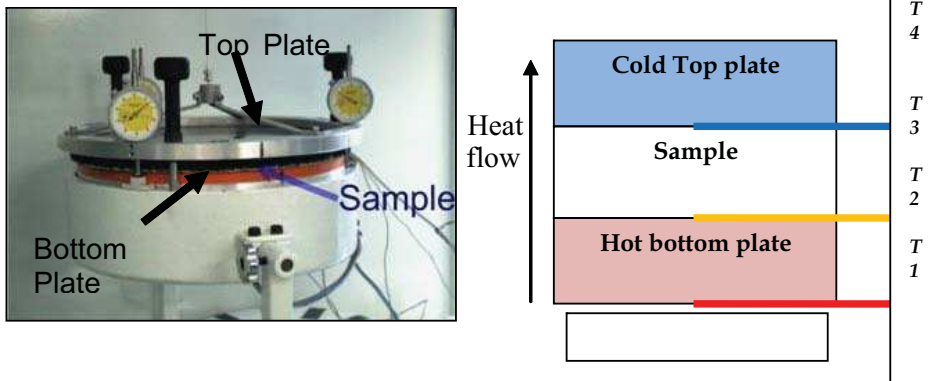 Top Plate
Sample
Bottom
Plate
Heat
flow
Cold Top plate
Sample
Hot bottom plate
T
4
T
3
T
2
T
1